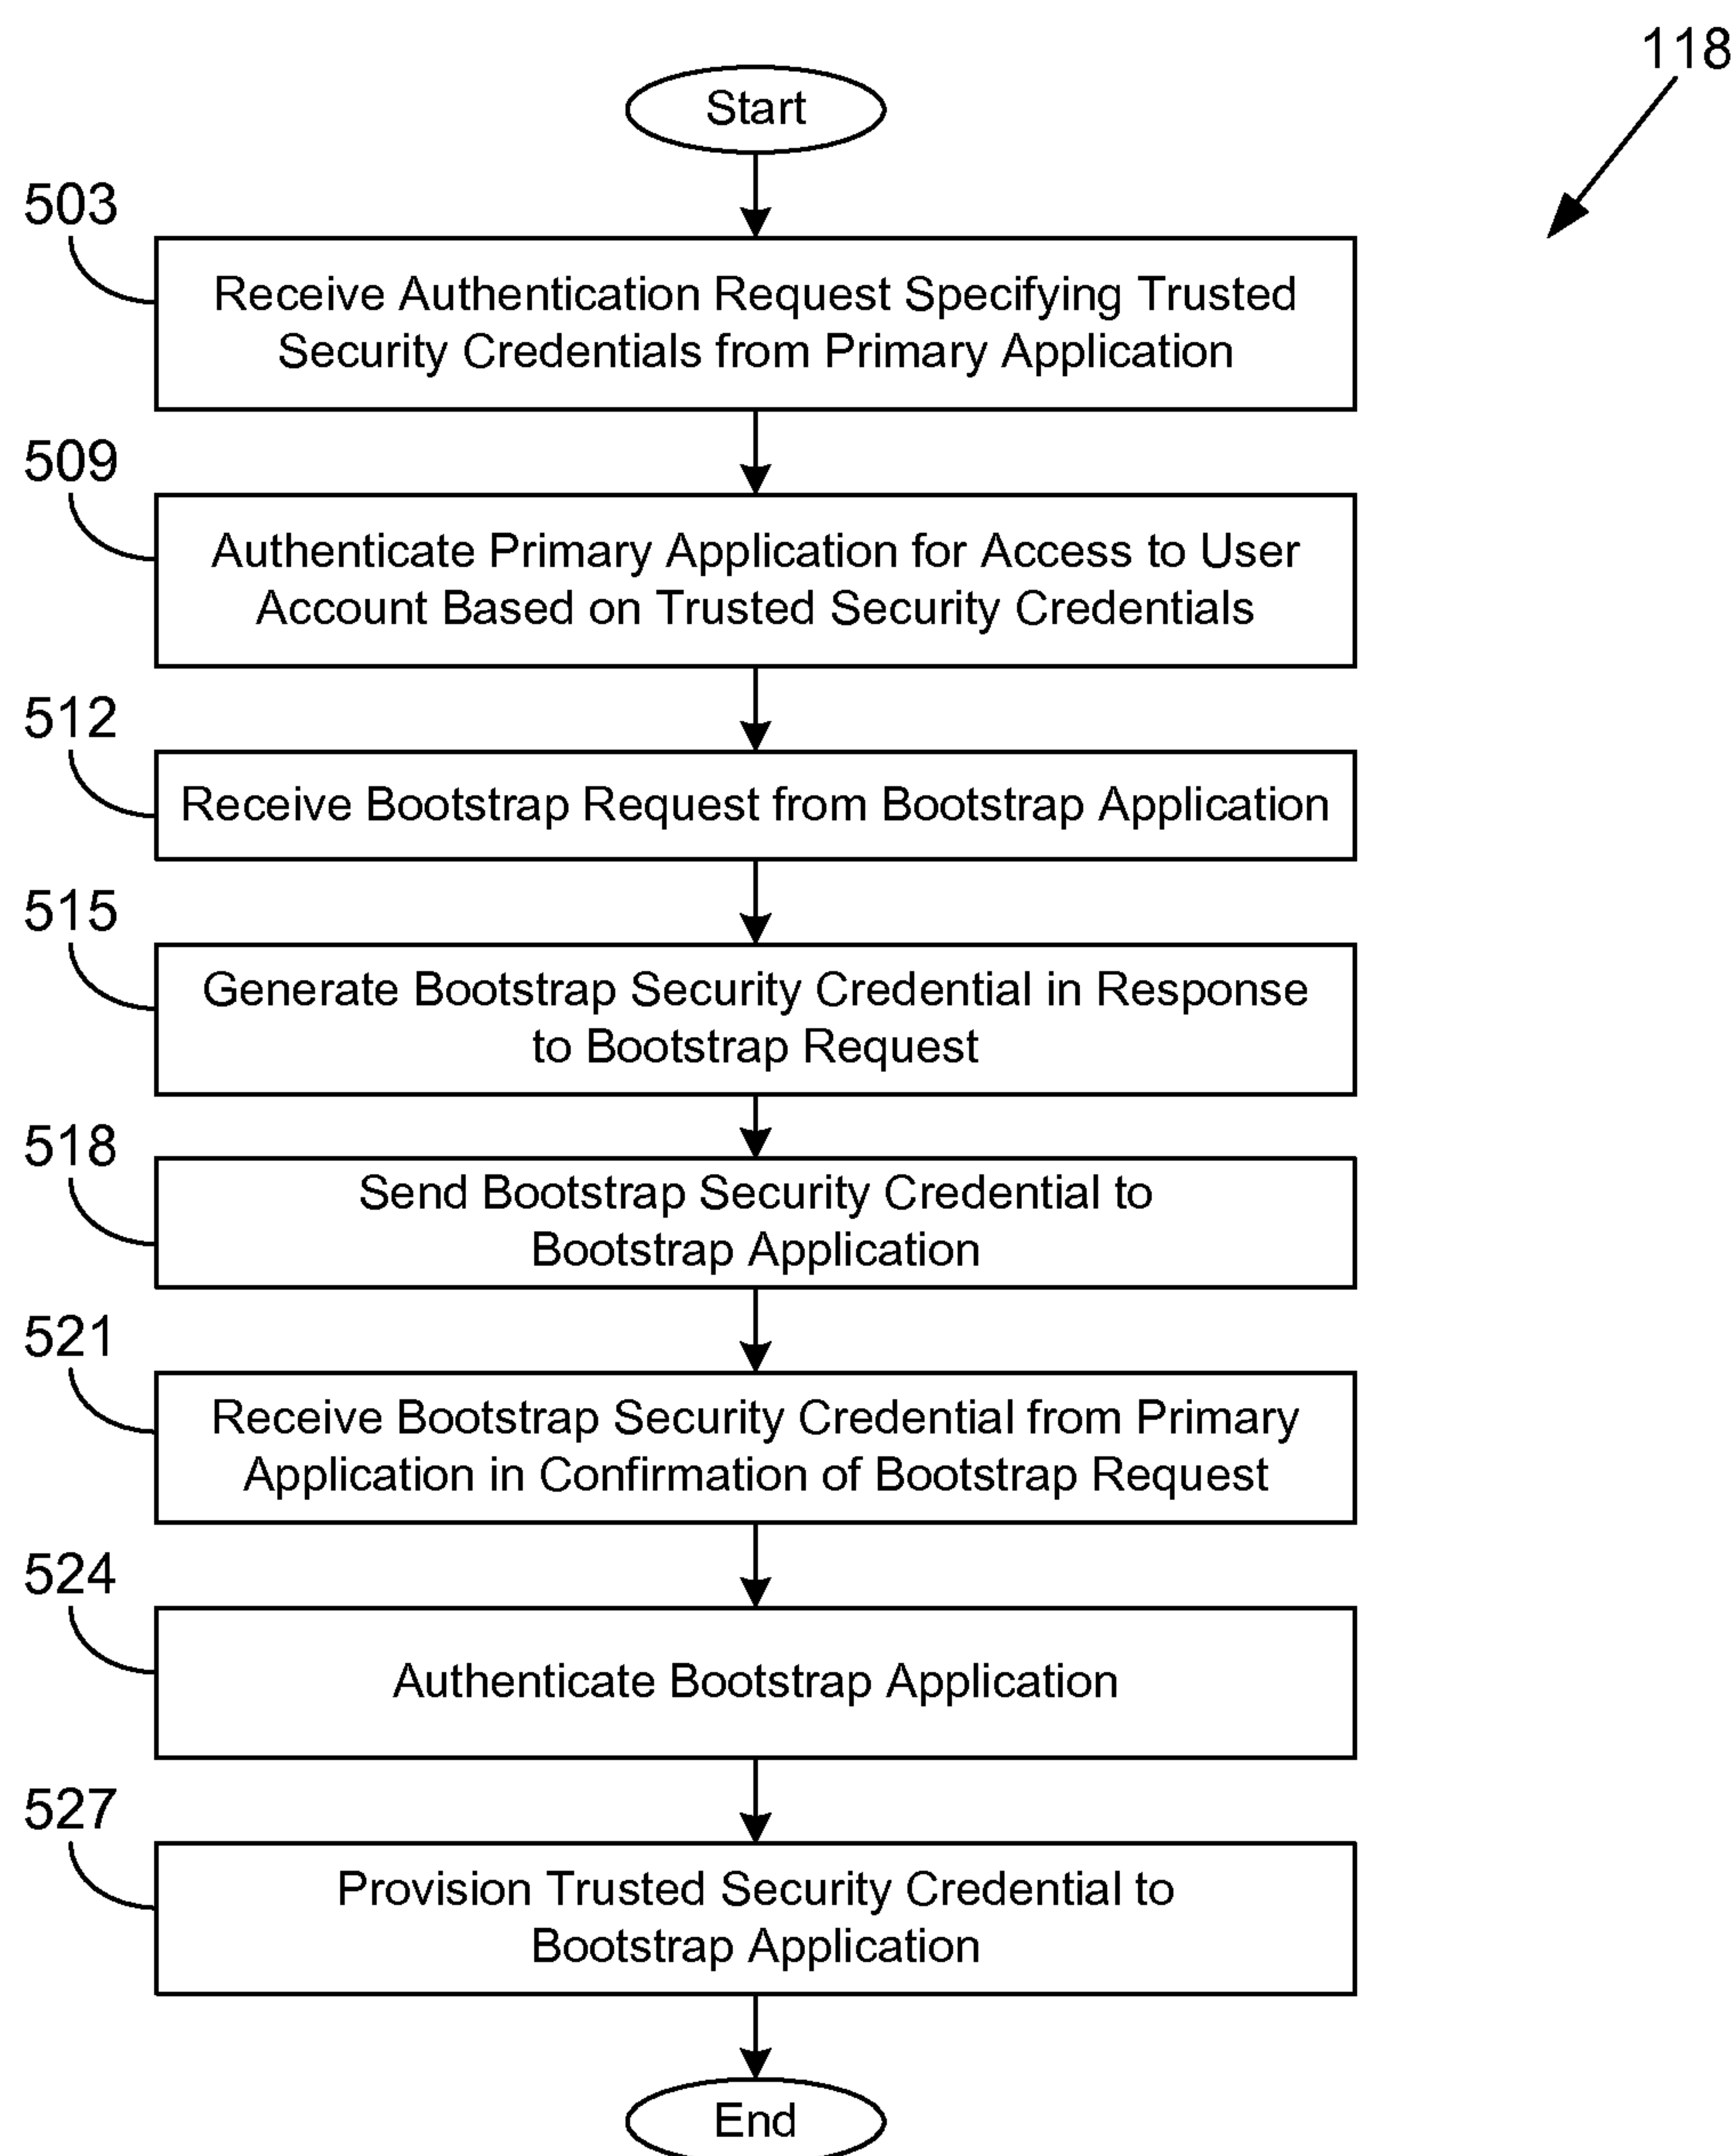 118
Start
503
Receive Authentication Request Specifying Trusted
Security Credentials from Primary Application
509
Authenticate Primary Application for Access to User
Account Based on Trusted Security Credentials
512
Receive Bootstrap Request from Bootstrap Application
515
Generate Bootstrap Security Credential in Response
to Bootstrap Request
518
Send Bootstrap Security Credential to
Bootstrap Application
521
Receive Bootstrap Security Credential from Primary
Application in Confirmation of Bootstrap Request
524
Authenticate Bootstrap Application
527
Provision Trusted Security Credential to
Bootstrap Application
End